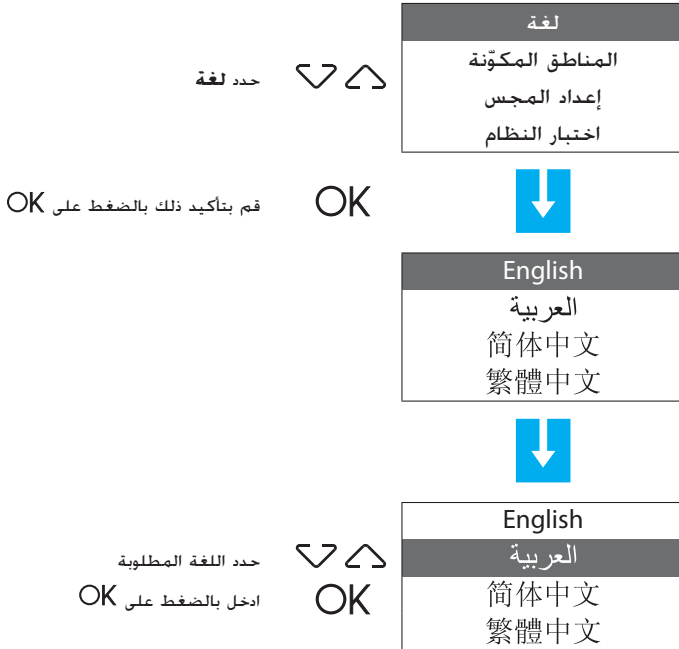 لغة
المناطق المكوّنة
إعداد المجس
اختبار النظام
حدد لغة
OK
قم بتأكيد ذلك بالضغط على OK
English
العربية
简体中文
繁體中文
English
العربية
简体中文
繁體中文
حدد اللغة المطلوبة
OK
ادخل بالضغط على OK